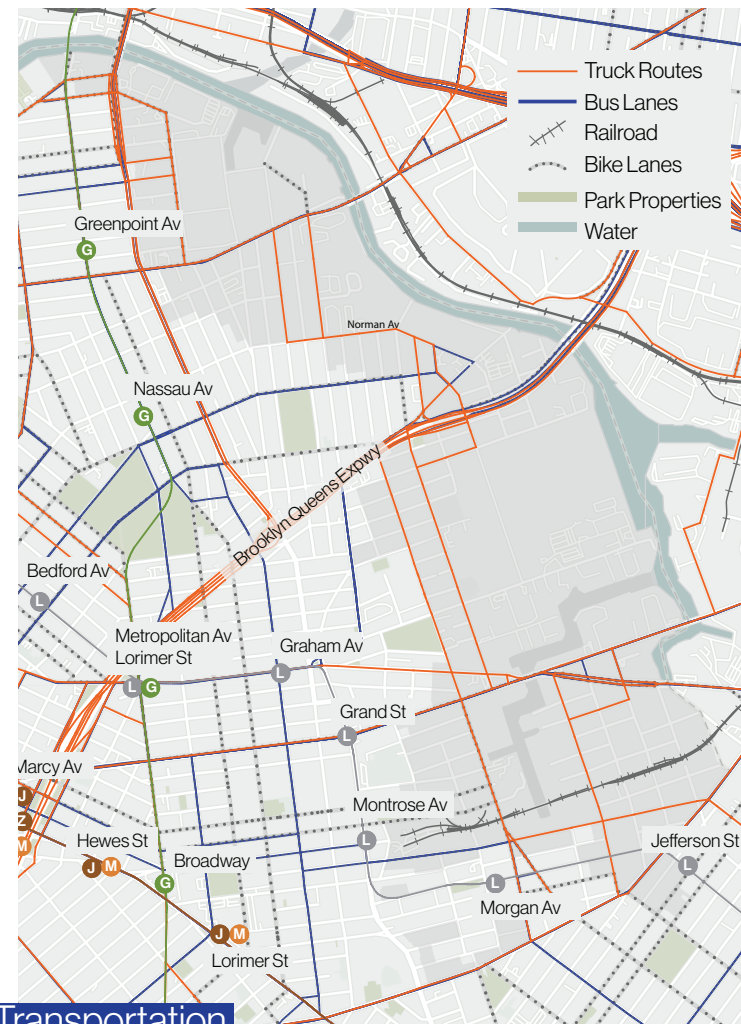 Truck Routes
Bus Lanes
Railroad
Bike Lanes
Park Properties
Water
Greenpoint Av
G
Norman Av
Nassau Av
G
Brooklyn Queens Expwy
Bedford Av
L
Metropolitan Av
Lorimer St
L G
Graham Av
L
Grand St
L
Marcy Av
J
Z
M
Montrose Av
L
Hewes St
J M
Broadway
G
Jefferson St
L
Morgan Av
L
J M
Lorimer St
Transportation